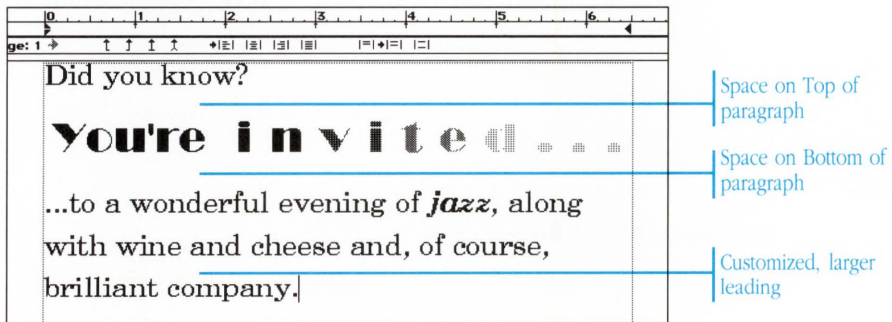 0 1 2 3 4 5 6
ge: 1
Did you know?
You're invited...
...to a wonderful evening of jazz, along
with wine and cheese and, of course,
brilliant company.
Space on Top of
paragraph
Space on Bottom of
paragraph
Customized, larger
leading